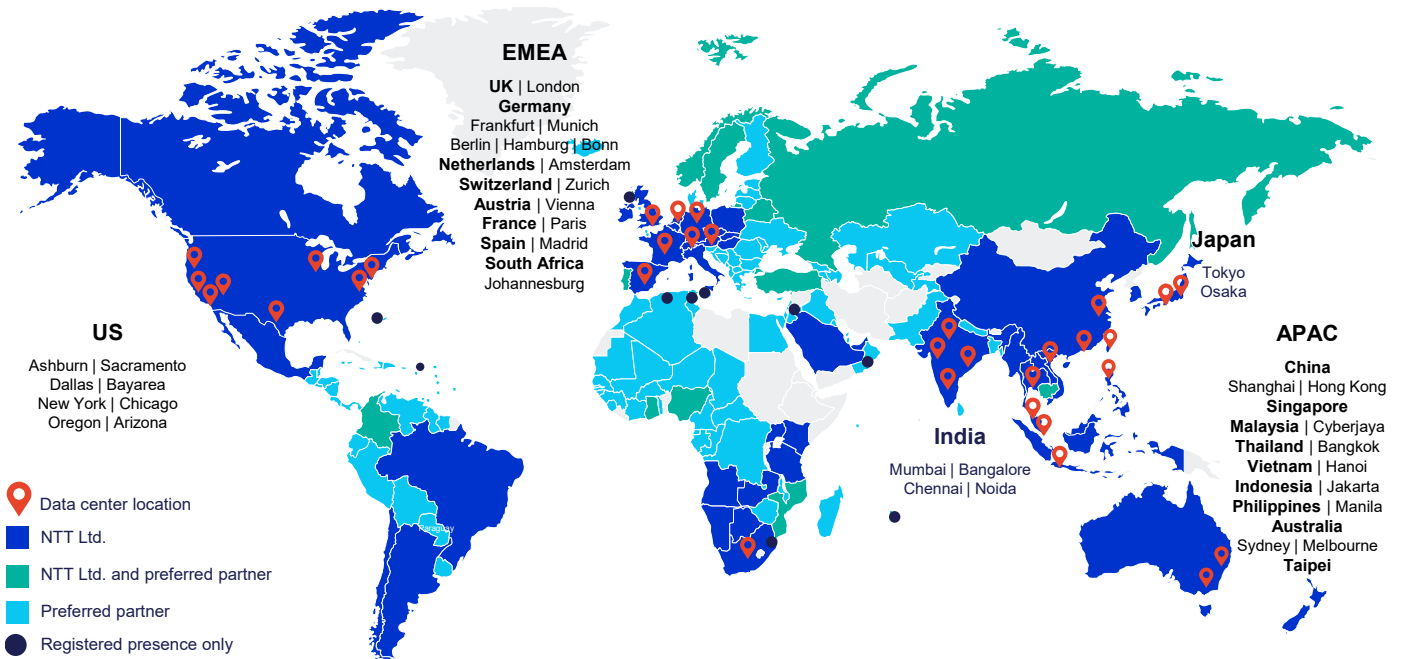 EMEA
UK | London
Germany
Frankfurt | Munich
Berlin | Hamburg | Bonn
Netherlands | Amsterdam
Switzerland | Zurich
Austria | Vienna
France | Paris
Spain | Madrid
South Africa
Johannesburg
US
Ashburn | Sacramento
Dallas | Bayarea
New York | Chicago
Oregon | Arizona
Japan
Tokyo
Osaka
APAC
China
Shanghai | Hong Kong
Singapore
Malaysia | Cyberjaya
Thailand | Bangkok
Vietnam | Hanoi
Indonesia | Jakarta
Philippines | Manila
Australia
Sydney | Melbourne
Taipei
India
Mumbai | Bangalore
Chennai | Noida
Paraguay
Data center location
NTT Ltd.
NTT Ltd. and preferred partner
Preferred partner
Registered presence only